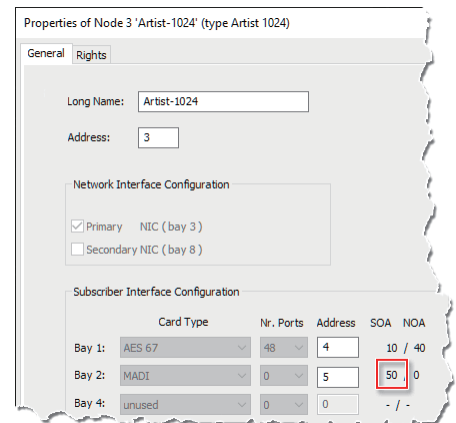 Properties of Node 3 'Artist-1024' (type Artist 1024)
General Rights
Long Name: Artist-1024
Address: 3
Network Interface Configuration
Primary NIC ( bay 3 )
Secondary NIC ( bay 8 )
Subscriber Interface Configuration
Card Type Nr. Ports Address SOA NOA
Bay 1: AES 67 48 4 10 / 40
Bay 2: MADI 0 5 50 / 0
Bay 4: unused 0 0 - / -